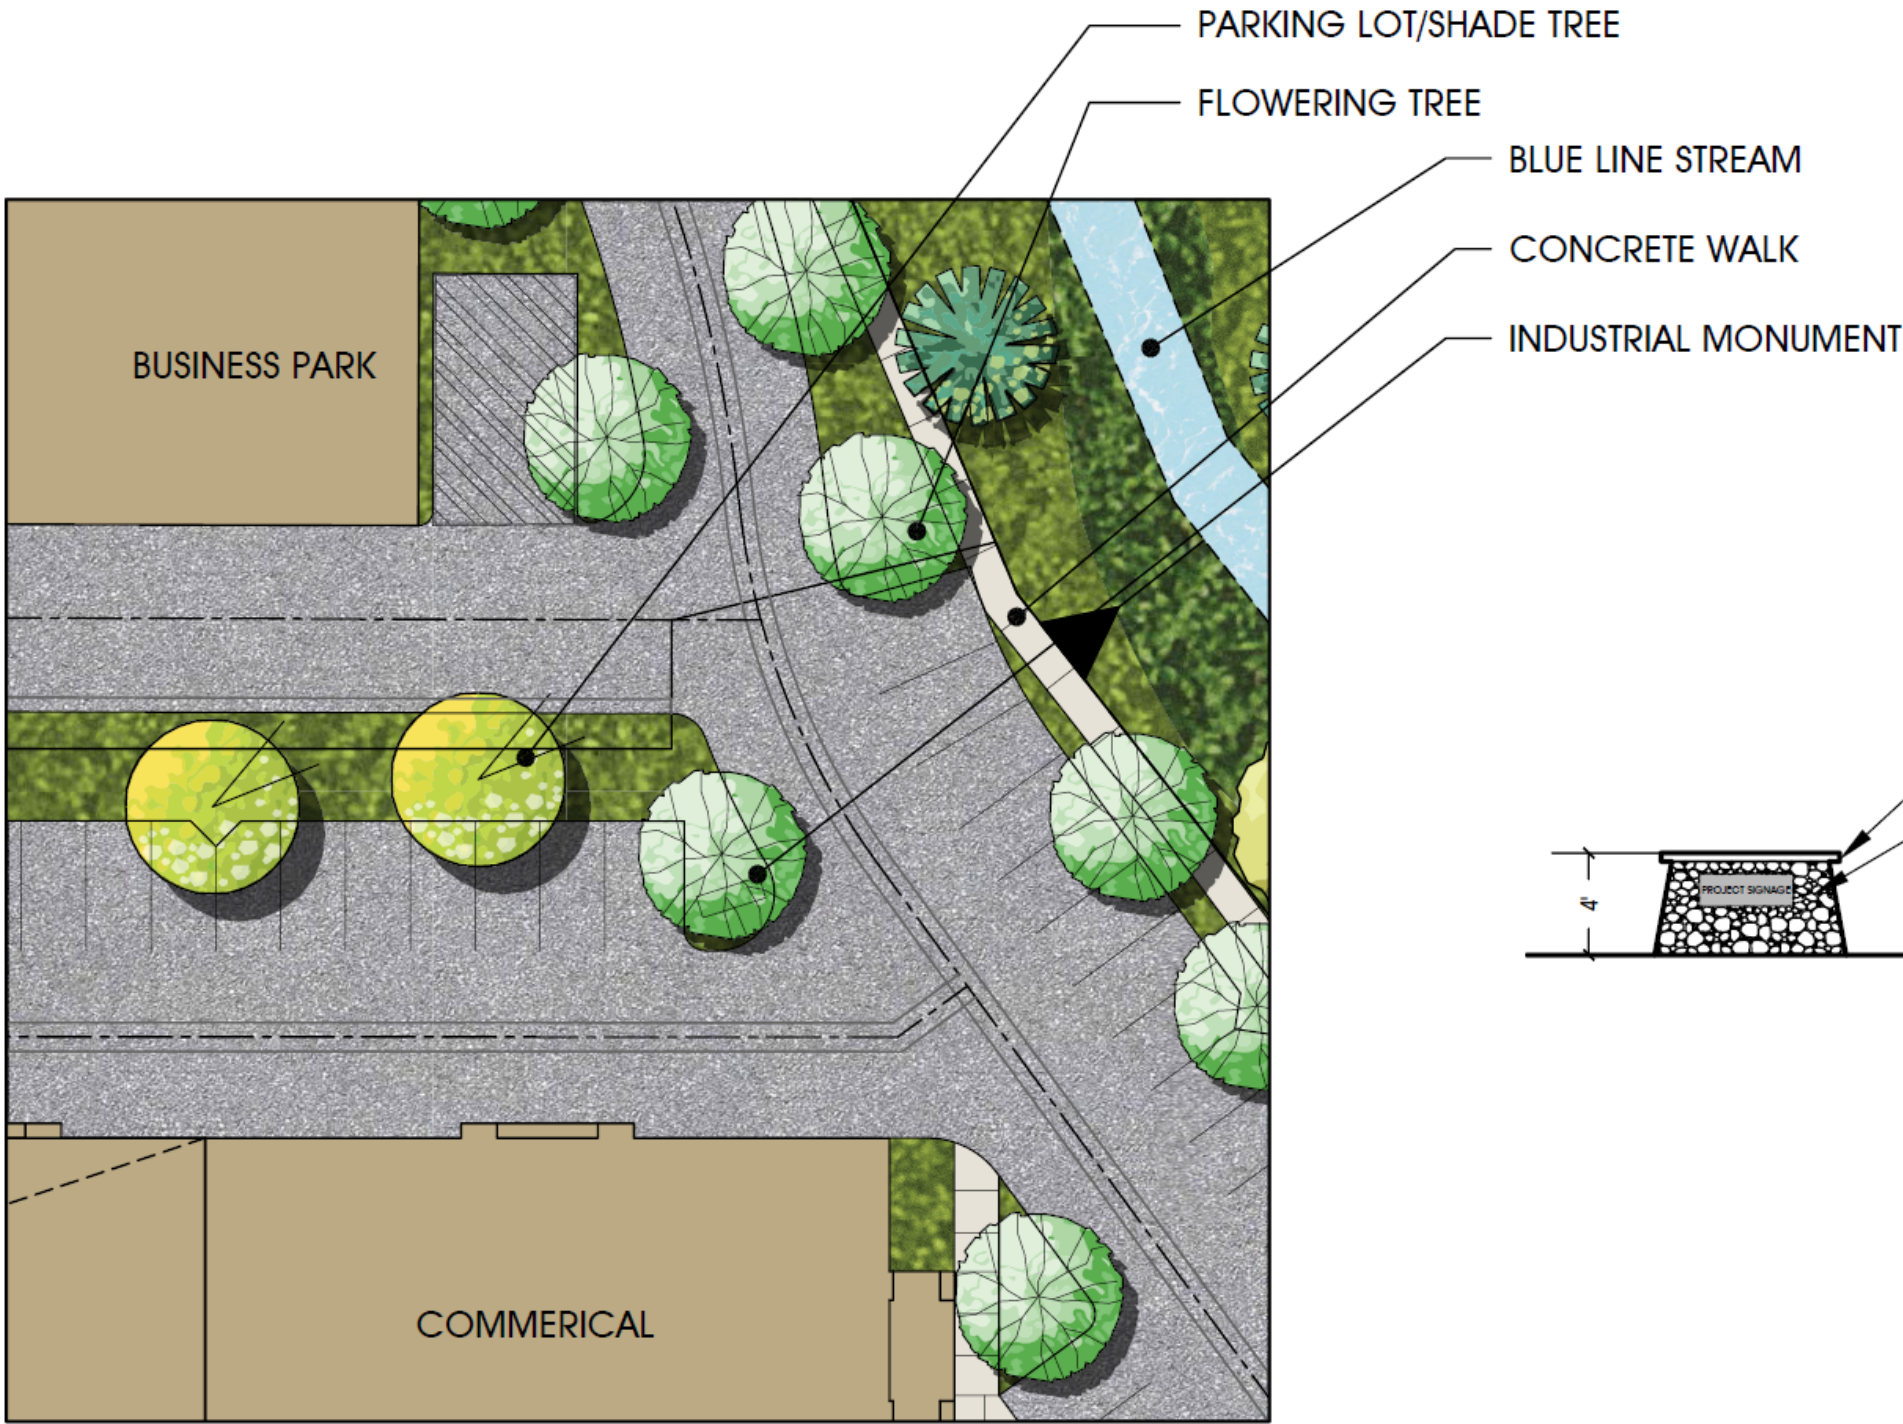 PARKING LOT/SHADE TREE
FLOWERING TREE
BLUE LINE STREAM
CONCRETE WALK
INDUSTRIAL MONUMENT
BUSINESS PARK
PROJECT SIGNAGE
4'
COMMERICAL